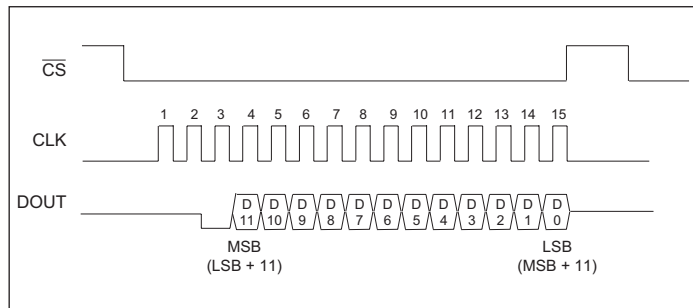 CS
1 2 3 4 5 6 7 8 9 10 11 12 13 14 15
CLK
DOUT
D D D D D D D D D D D D
11 10 9 8 7 6 5 4 3 2 1 0
MSB LSB
(LSB + 11) (MSB + 11)